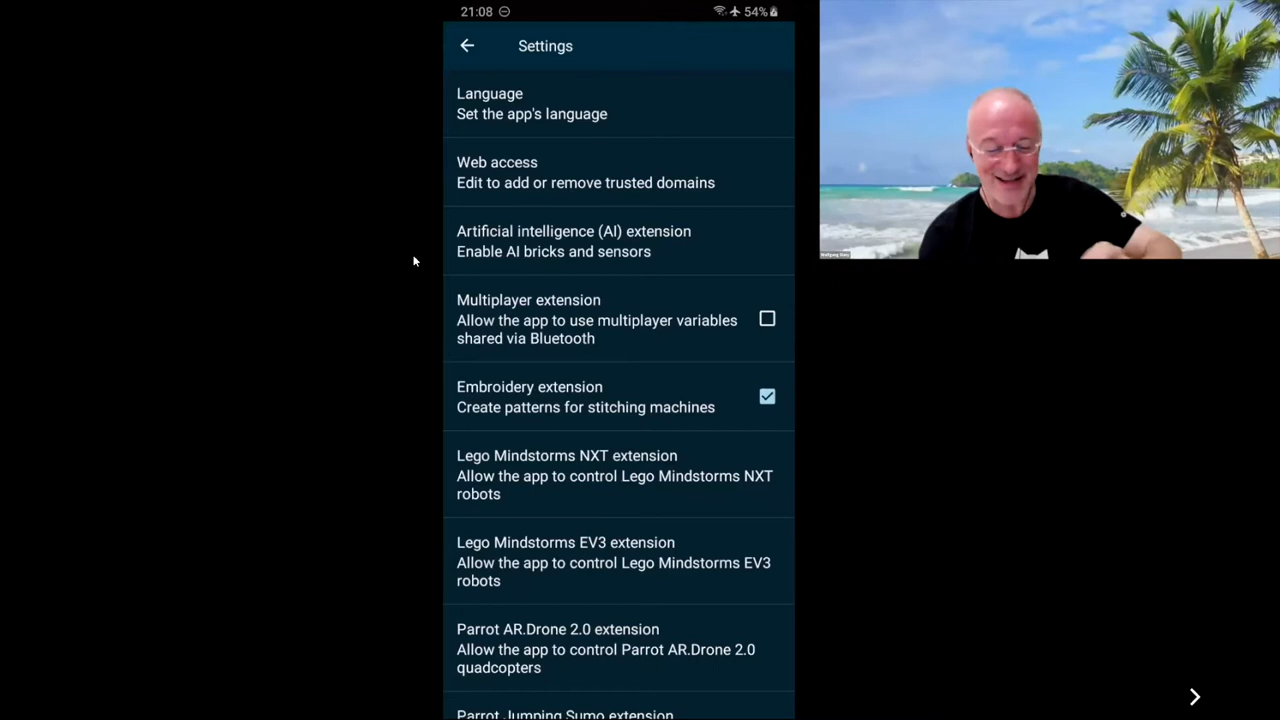 21:08
54%
Settings
Language
Set the app's language
Web access
Edit to add or remove trusted domains
Artificial intelligence (AI) extension
Enable AI bricks and sensors
Multiplayer extension
Allow the app to use multiplayer variables
shared via Bluetooth
Embroidery extension
Create patterns for stitching machines
Lego Mindstorms NXT extension
Allow the app to control Lego Mindstorms NXT
robots
Lego Mindstorms EV3 extension
Allow the app to control Lego Mindstorms EV3
robots
Parrot AR.Drone 2.0 extension
Allow the app to control Parrot AR.Drone 2.0
quadcopters
Parrot Jumping Sumo extension